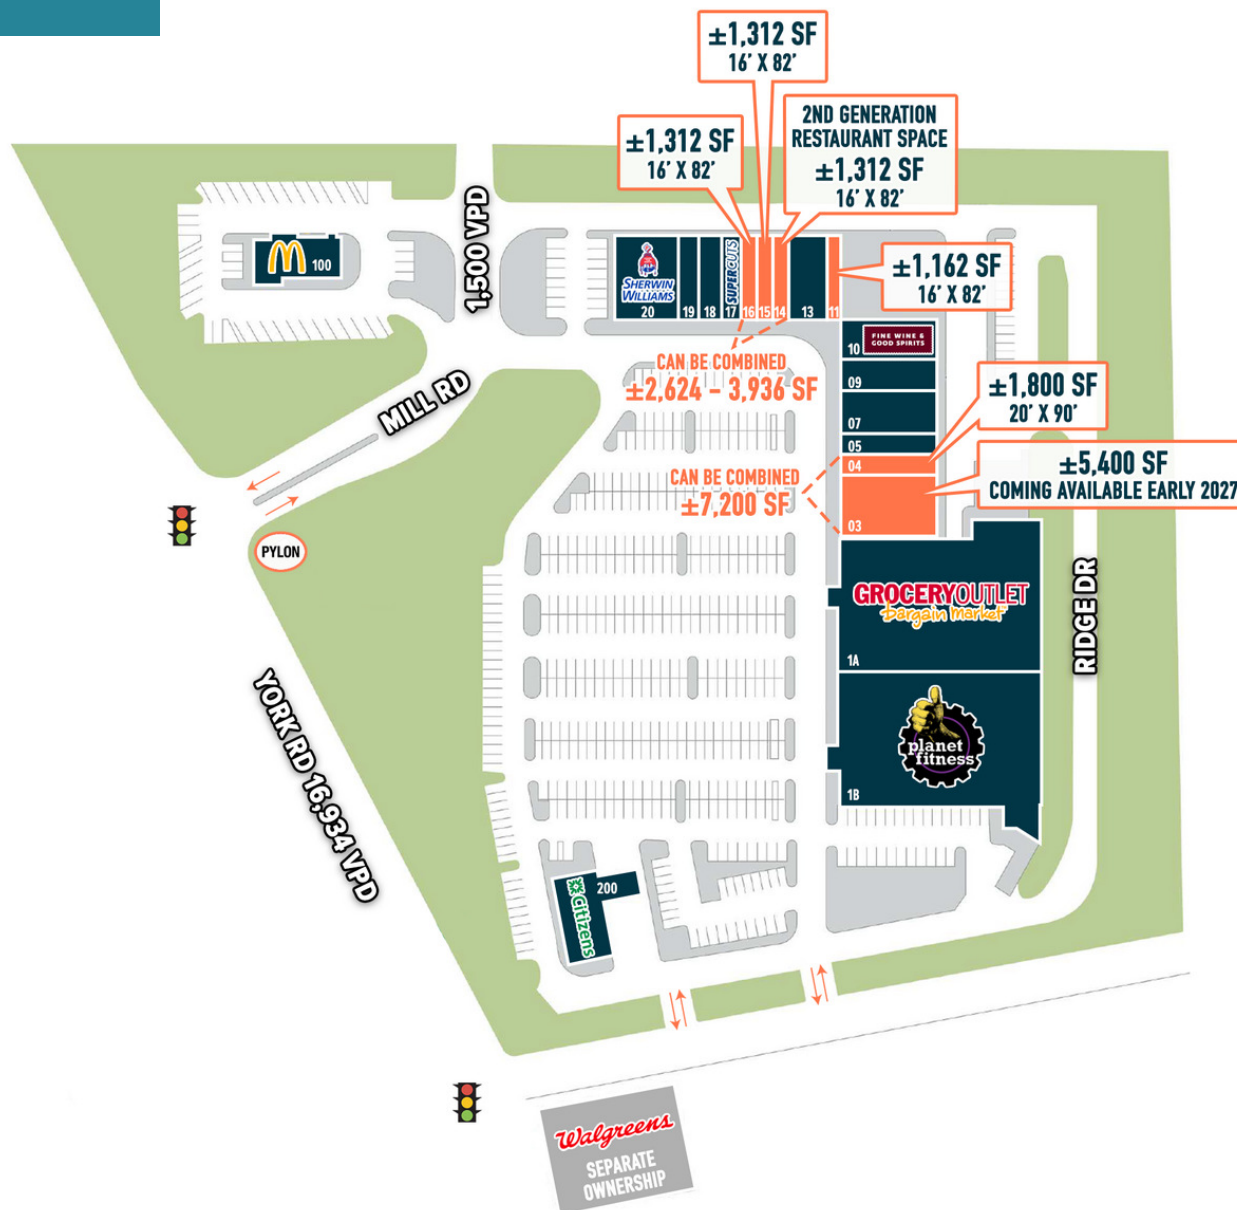 ±1,312 SF
16' X 82'
±1,312 SF
16' X 82'
2ND GENERATION
RESTAURANT SPACE
±1,312 SF
16' X 82'
±1,162 SF
16' X 82'
100
1,500 VPD
SHERWIN
WILLIAMS
20
19
18
SUPERCUTS
17
16
15
14
13
11
CAN BE COMBINED
±2,624 – 3,936 SF
FINE WINE &
GOOD SPIRITS
10
09
07
05
04
03
±1,800 SF
20' X 90'
±5,400 SF
COMING AVAILABLE EARLY 2027
CAN BE COMBINED
±7,200 SF
MILL RD
PYLON
GROCERY OUTLET
bargain market
1A
planet
fitness
1B
RIDGE DR
YORK RD 16,934 VPD
200
Citizens
Walgreens
SEPARATE
OWNERSHIP